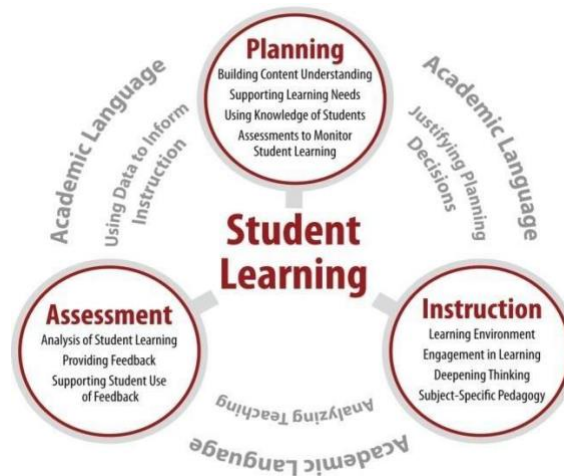 Planning
Building Content Understanding
Supporting Learning Needs
Using Knowledge of Students
Assessments to Monitor
Student Learning
Academic Language
Using Data to Inform
Instruction
Academic Language
Justifying Planning
Decisions
Student
Learning
Assessment
Analysis of Student Learning
Providing Feedback
Supporting Student Use
of Feedback
Instruction
Learning Environment
Engagement in Learning
Deepening Thinking
Subject-Specific Pedagogy
Analyzing Teaching
Academic Language